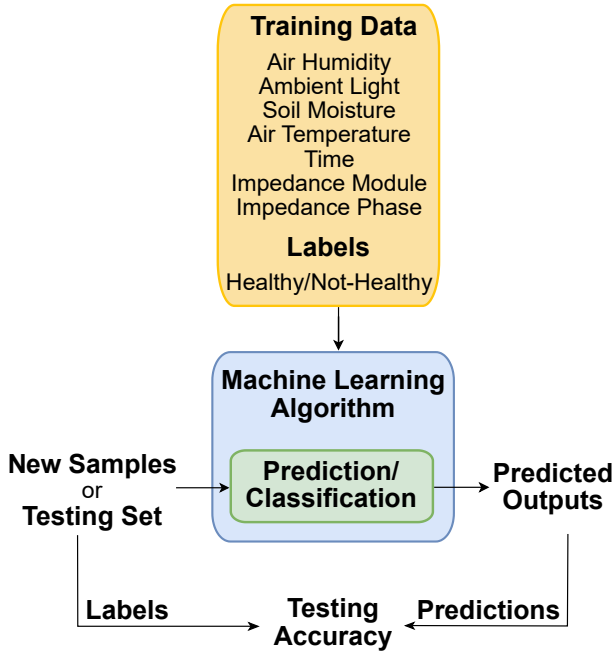 Training Data
Air Humidity
Ambient Light
Soil Moisture
Air Temperature
Time
Impedance Module
Impedance Phase
Labels
Healthy/Not-Healthy
Machine Learning
Algorithm
New Samples
or
Testing Set
Prediction/
Classification
Predicted
Outputs
Labels
Testing
Accuracy
Predictions